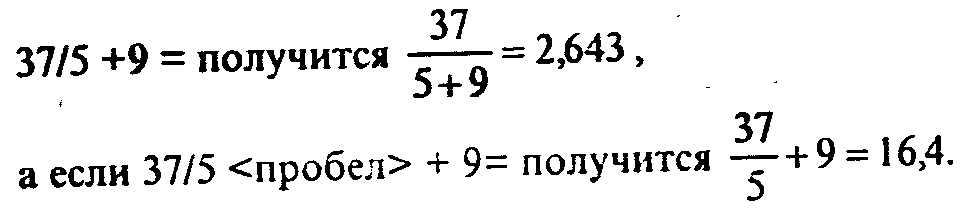 37/5 +9 = получится 37/(5+9) = 2,643 ,
а если 37/5 <пробел> + 9= получится 37/5 + 9 = 16,4.